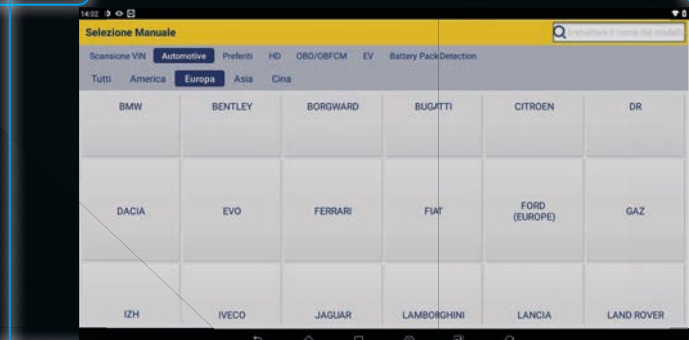 14:02
Selezione Manuale
Immettere il nome del modello
Scansione VIN Automotive Preferiti HD OBD/OBFCM EV Battery PackDetection
Tutti America Europa Asia Cina
BMW BENTLEY BORGWARD BUGATTI CITROEN DR
DACIA EVO FERRARI FIAT FORD (EUROPE) GAZ
IZH IVECO JAGUAR LAMBORGHINI LANCIA LAND ROVER